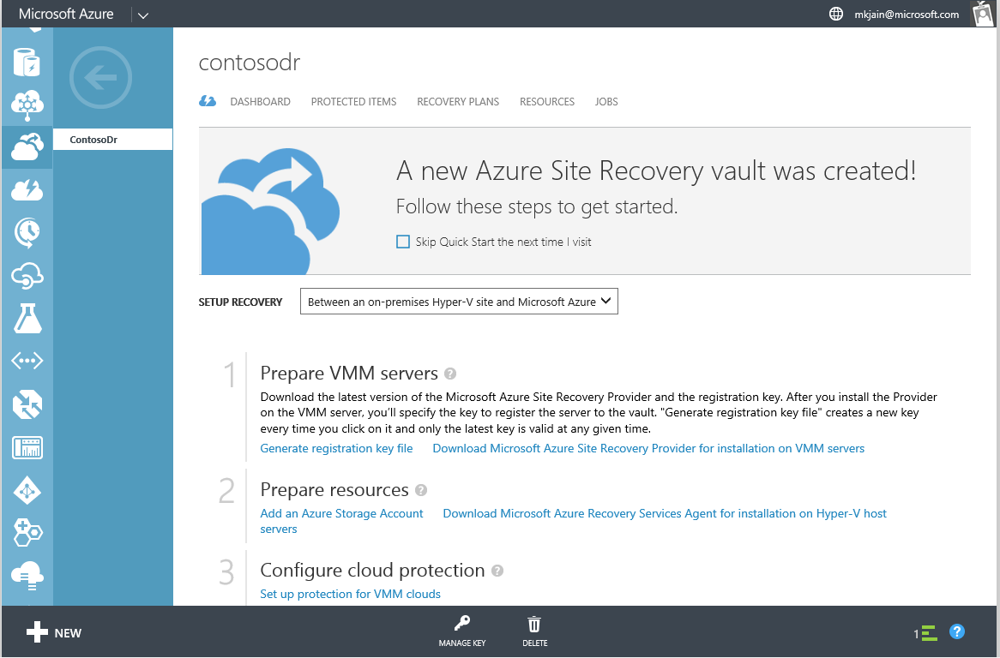 Microsoft Azure
mkjain@microsoft.com
ContosoDr
contosodr
DASHBOARD PROTECTED ITEMS RECOVERY PLANS RESOURCES JOBS
A new Azure Site Recovery vault was created!
Follow these steps to get started.
Skip Quick Start the next time I visit
SETUP RECOVERY Between an on-premises Hyper-V site and Microsoft Azure
1 Prepare VMM servers ?
Download the latest version of the Microsoft Azure Site Recovery Provider and the registration key. After you install the Provider
on the VMM server, you'll specify the key to register the server to the vault. "Generate registration key file" creates a new key
every time you click on it and only the latest key is valid at any given time.
Generate registration key file Download Microsoft Azure Site Recovery Provider for installation on VMM servers
2 Prepare resources ?
Add an Azure Storage Account Download Microsoft Azure Recovery Services Agent for installation on Hyper-V host
servers
3 Configure cloud protection ?
Set up protection for VMM clouds
NEW
MANAGE KEY
DELETE
1
?